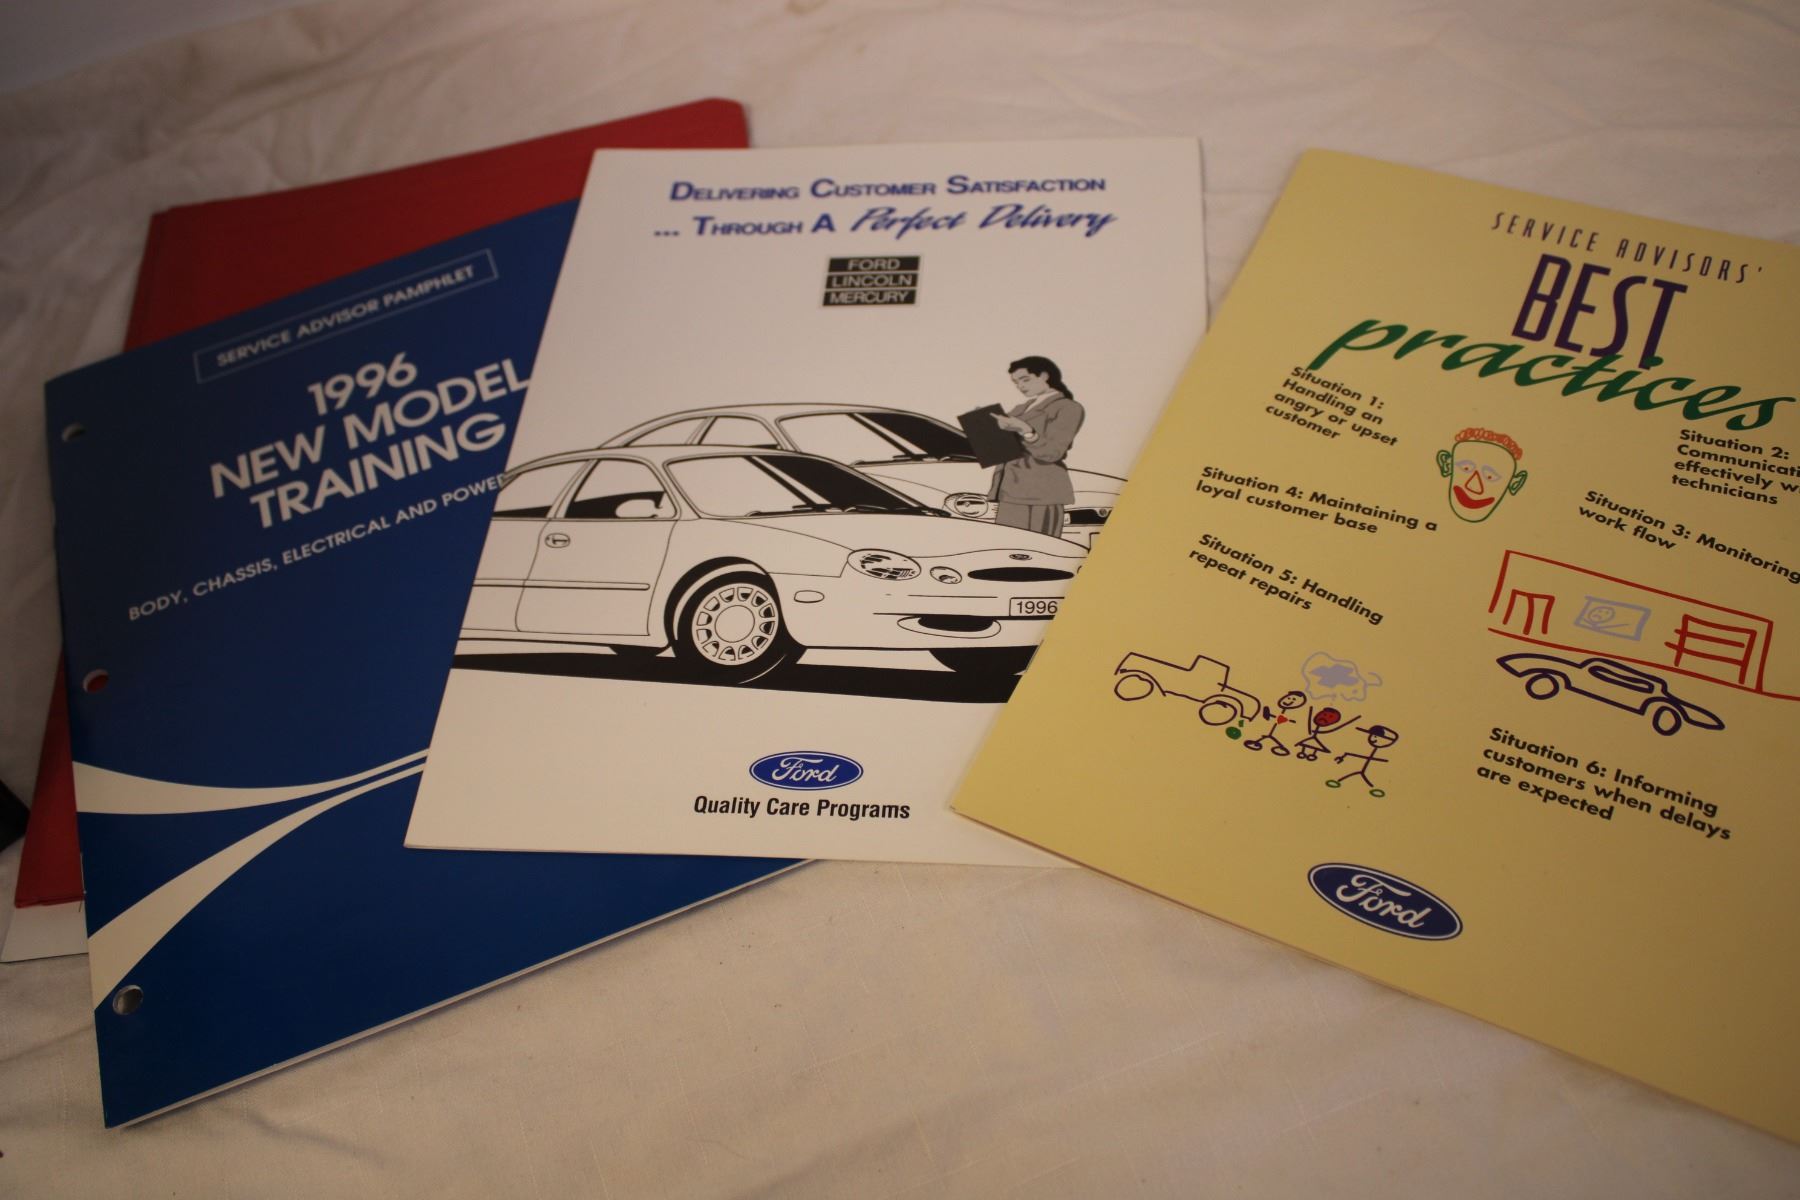 SERVICE ADVISOR PAMPHLET
1996
NEW MODEL
TRAINING
BODY, CHASSIS, ELECTRICAL AND
DELIVERING CUSTOMER SATISFACTION
... THROUGH A Perfect Delivery
FORD
LINCOLN
MERCURY
1996
Ford
Quality Care Programs
SERVICE ADVISORS'
BEST
practices
Situation 1:
Handling an
angry or upset
customer
Situation 2:
effectively
technicians
Situation 3: Monitoring
work flow
Situation 4: Maintaining a
loyal customer base
Situation 5: Handling
repeat repairs
Situation 6: Informing
customers when delays
are expected
Ford